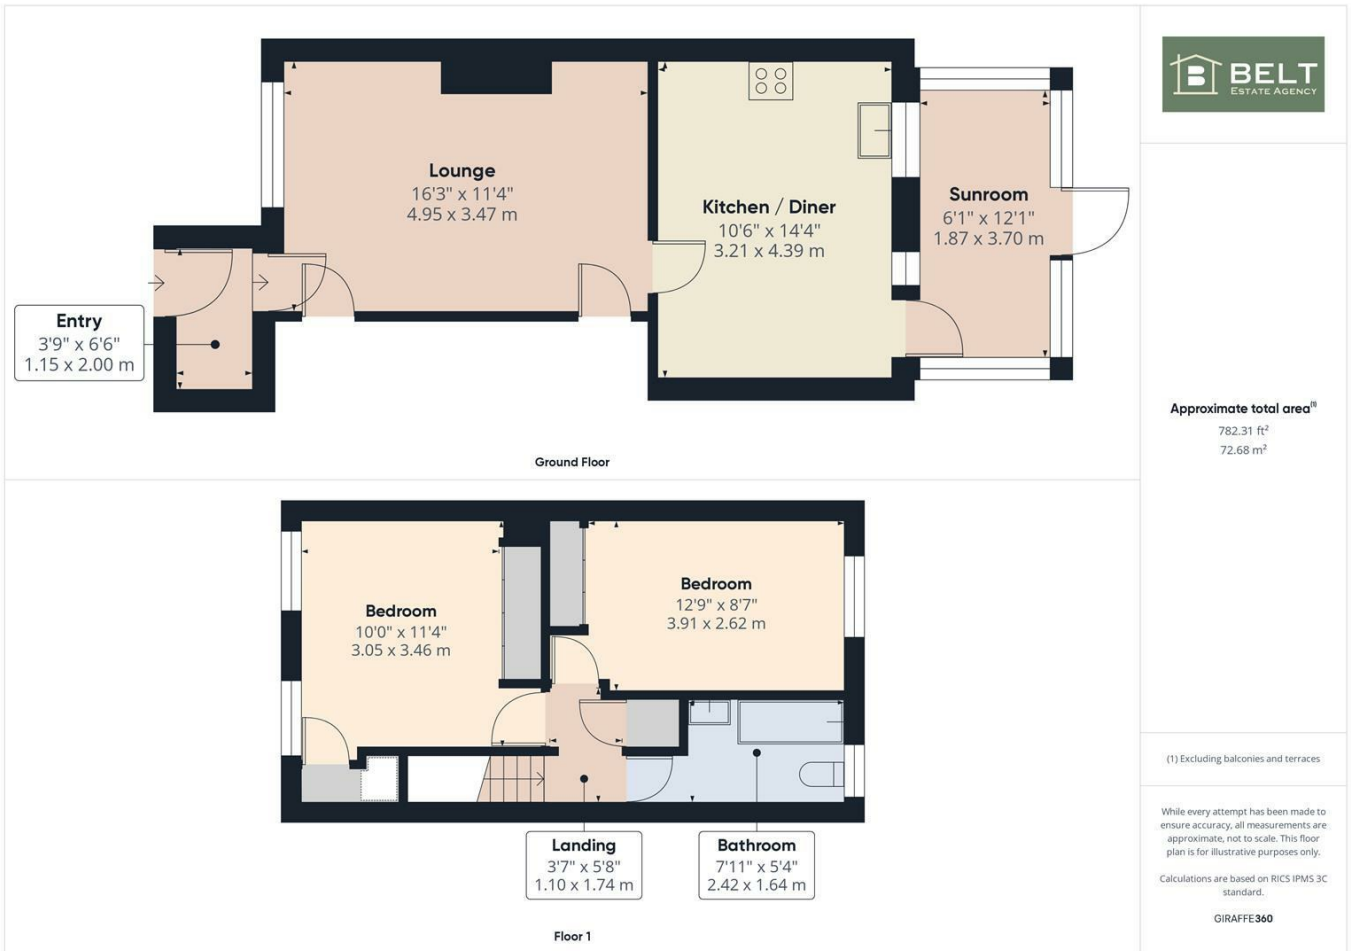 BELT
ESTATE AGENCY
Lounge
16'3" x 11'4"
4.95 x 3.47 m
Kitchen / Diner
10'6" x 14'4"
3.21 x 4.39 m
Sunroom
6'1" x 12'1"
1.87 x 3.70 m
Entry
3'9" x 6'6"
1.15 x 2.00 m
Ground Floor
Approximate total area(1)
782.31 ft²
72.68 m²
Bedroom
10'0" x 11'4"
3.05 x 3.46 m
Bedroom
12'9" x 8'7"
3.91 x 2.62 m
Landing
3'7" x 5'8"
1.10 x 1.74 m
Bathroom
7'11" x 5'4"
2.42 x 1.64 m
Floor 1
(1) Excluding balconies and terraces
While every attempt has been made to
ensure accuracy, all measurements are
approximate, not to scale. This floor
plan is for illustrative purposes only.
Calculations are based on RICS IPMS 3C
standard.
GIRAFFE360